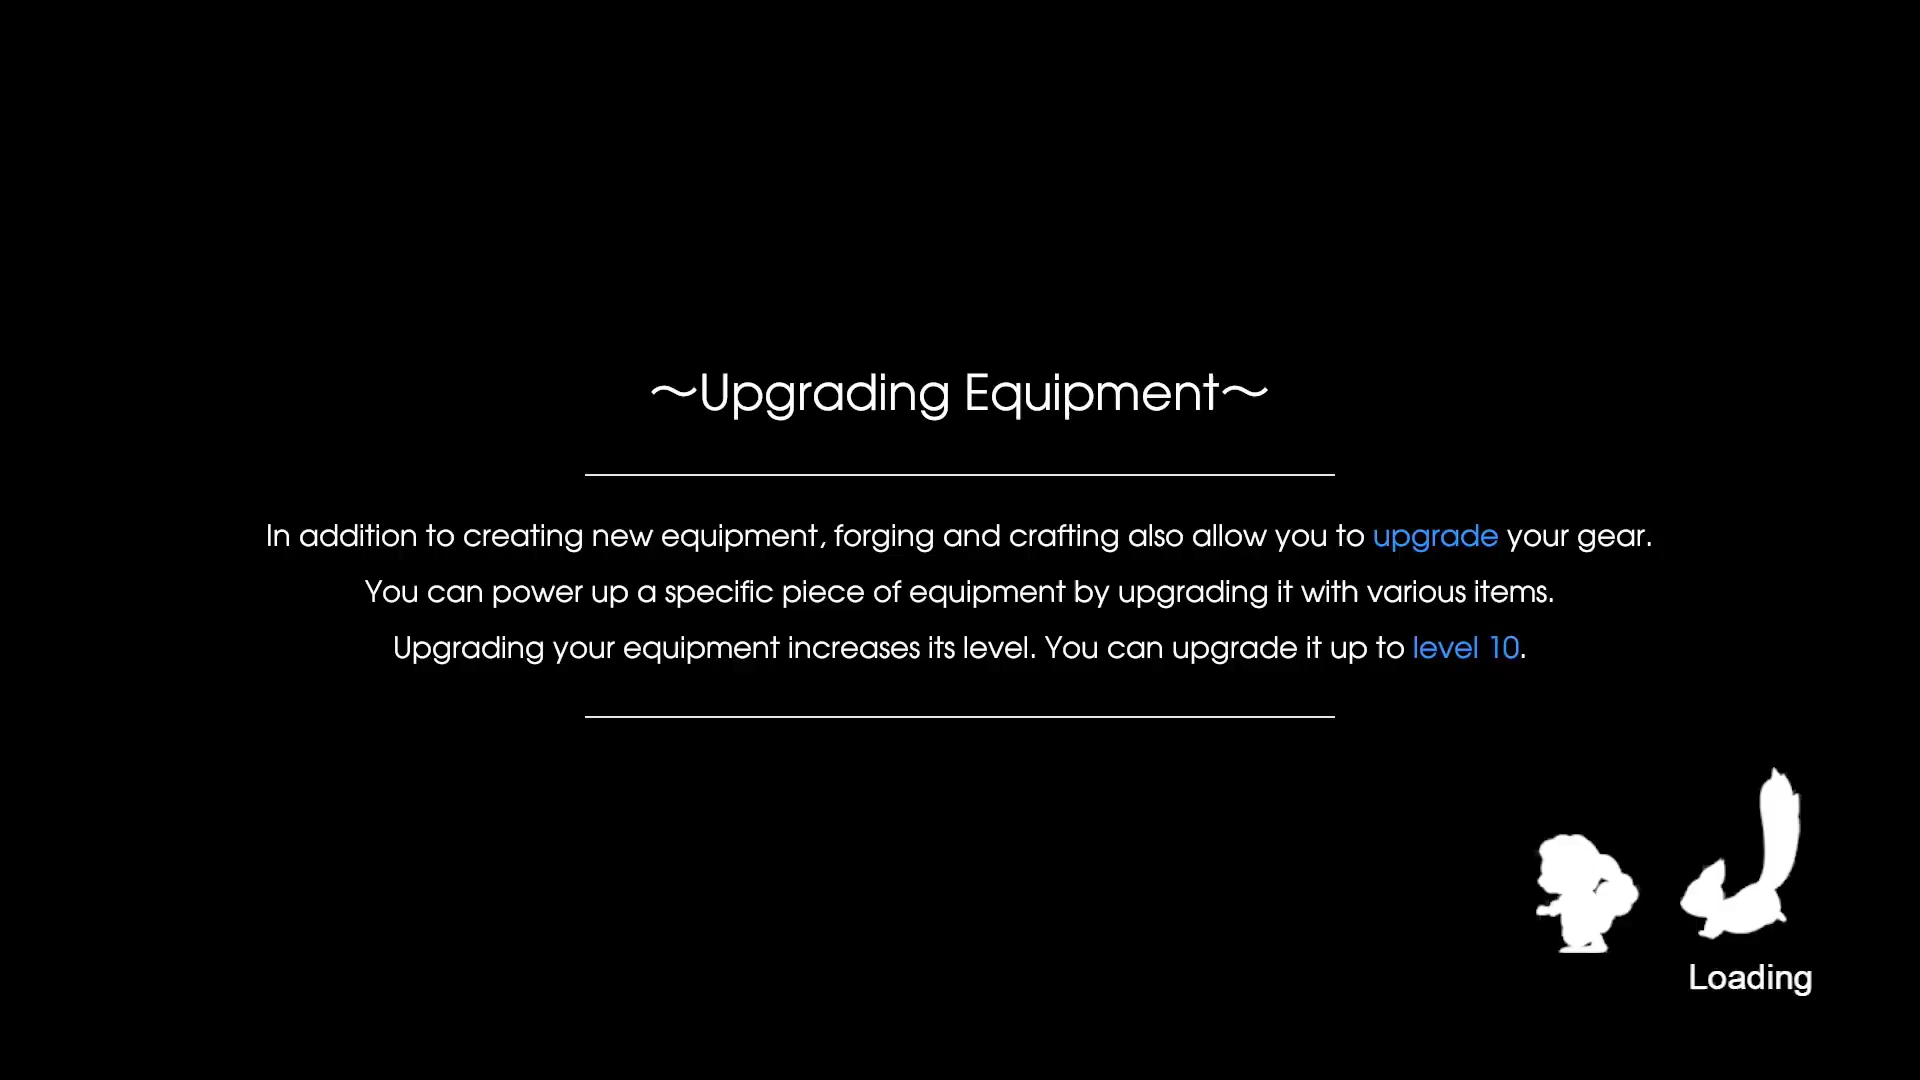 ～Upgrading Equipment～
In addition to creating new equipment, forging and crafting also allow you to upgrade your gear.
You can power up a specific piece of equipment by upgrading it with various items.
Upgrading your equipment increases its level. You can upgrade it up to level 10.
Loading